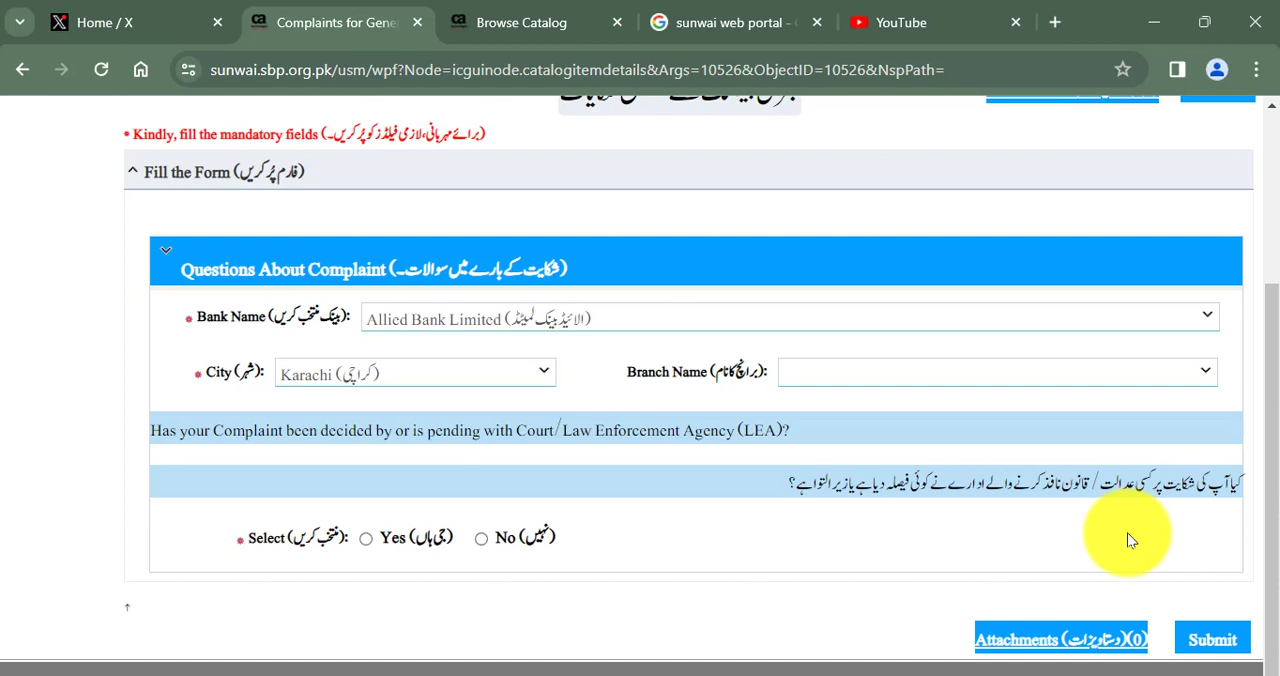 Home / X
Complaints for Gene
Browse Catalog
sunwai web portal -
YouTube
sunwai.sbp.org.pk/usm/wpf?Node=icguinode.catalogitemdetails&Args=10526&ObjectID=10526&NspPath=
• Kindly, fill the mandatory fields (برائے مہربانی،لازمی فیلڈز کو پُر کریں۔)
Fill the Form (فارم پُر کریں)
Questions About Complaint (شکایت کے بارے میں سوالات۔)
Bank Name (بینک منتخب کریں):
Allied Bank Limited (الائیڈ بینک لمیٹڈ)
City (شہر):
Karachi (کراچی)
Branch Name (برانچ کا نام):
Has your Complaint been decided by or is pending with Court/Law Enforcement Agency (LEA)?
کیا آپ کی شکایت پر کسی عدالت / قانون نافذ کرنے والے ادارے نے کوئی فیصلہ دیا ہے یا زیر التوا ہے؟
Select (منتخب کریں): Yes (جی ہاں) No (نہیں)
Attachments (دستاویزات)(0)
Submit